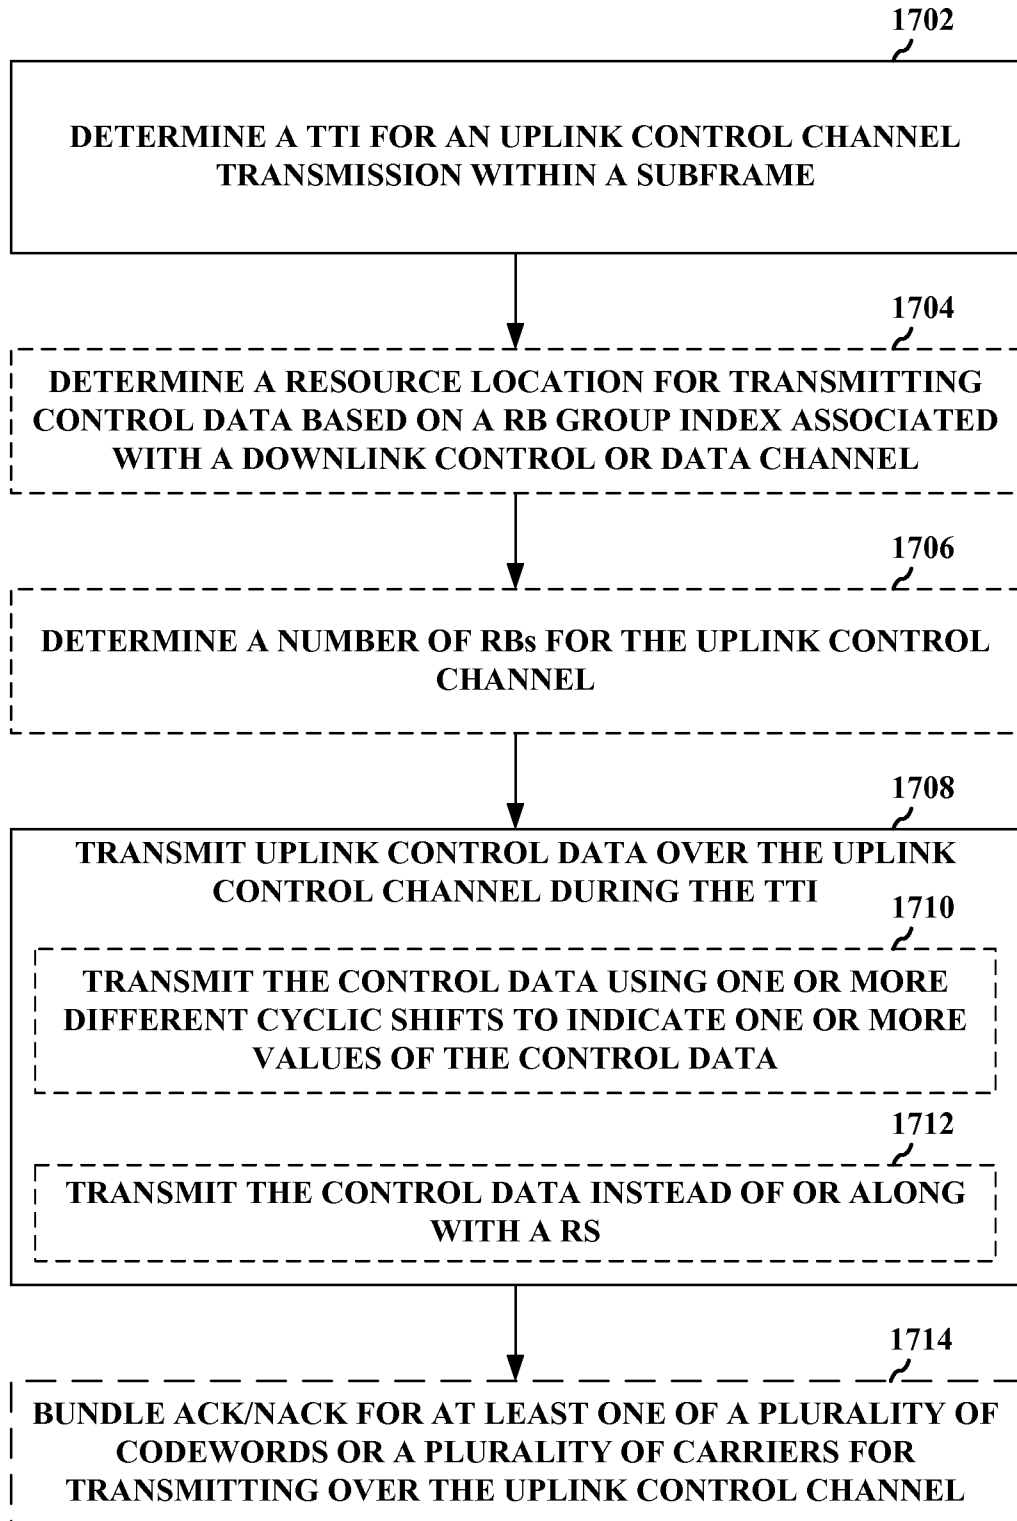 1702
DETERMINE A TTI FOR AN UPLINK CONTROL CHANNEL
TRANSMISSION WITHIN A SUBFRAME
1704
DETERMINE A RESOURCE LOCATION FOR TRANSMITTING
CONTROL DATA BASED ON A RB GROUP INDEX ASSOCIATED
WITH A DOWNLINK CONTROL OR DATA CHANNEL
1706
DETERMINE A NUMBER OF RBs FOR THE UPLINK CONTROL
CHANNEL
1708
TRANSMIT UPLINK CONTROL DATA OVER THE UPLINK
CONTROL CHANNEL DURING THE TTI
1710
TRANSMIT THE CONTROL DATA USING ONE OR MORE
DIFFERENT CYCLIC SHIFTS TO INDICATE ONE OR MORE
VALUES OF THE CONTROL DATA
1712
TRANSMIT THE CONTROL DATA INSTEAD OF OR ALONG
WITH A RS
1714
BUNDLE ACK/NACK FOR AT LEAST ONE OF A PLURALITY OF
CODEWORDS OR A PLURALITY OF CARRIERS FOR
TRANSMITTING OVER THE UPLINK CONTROL CHANNEL